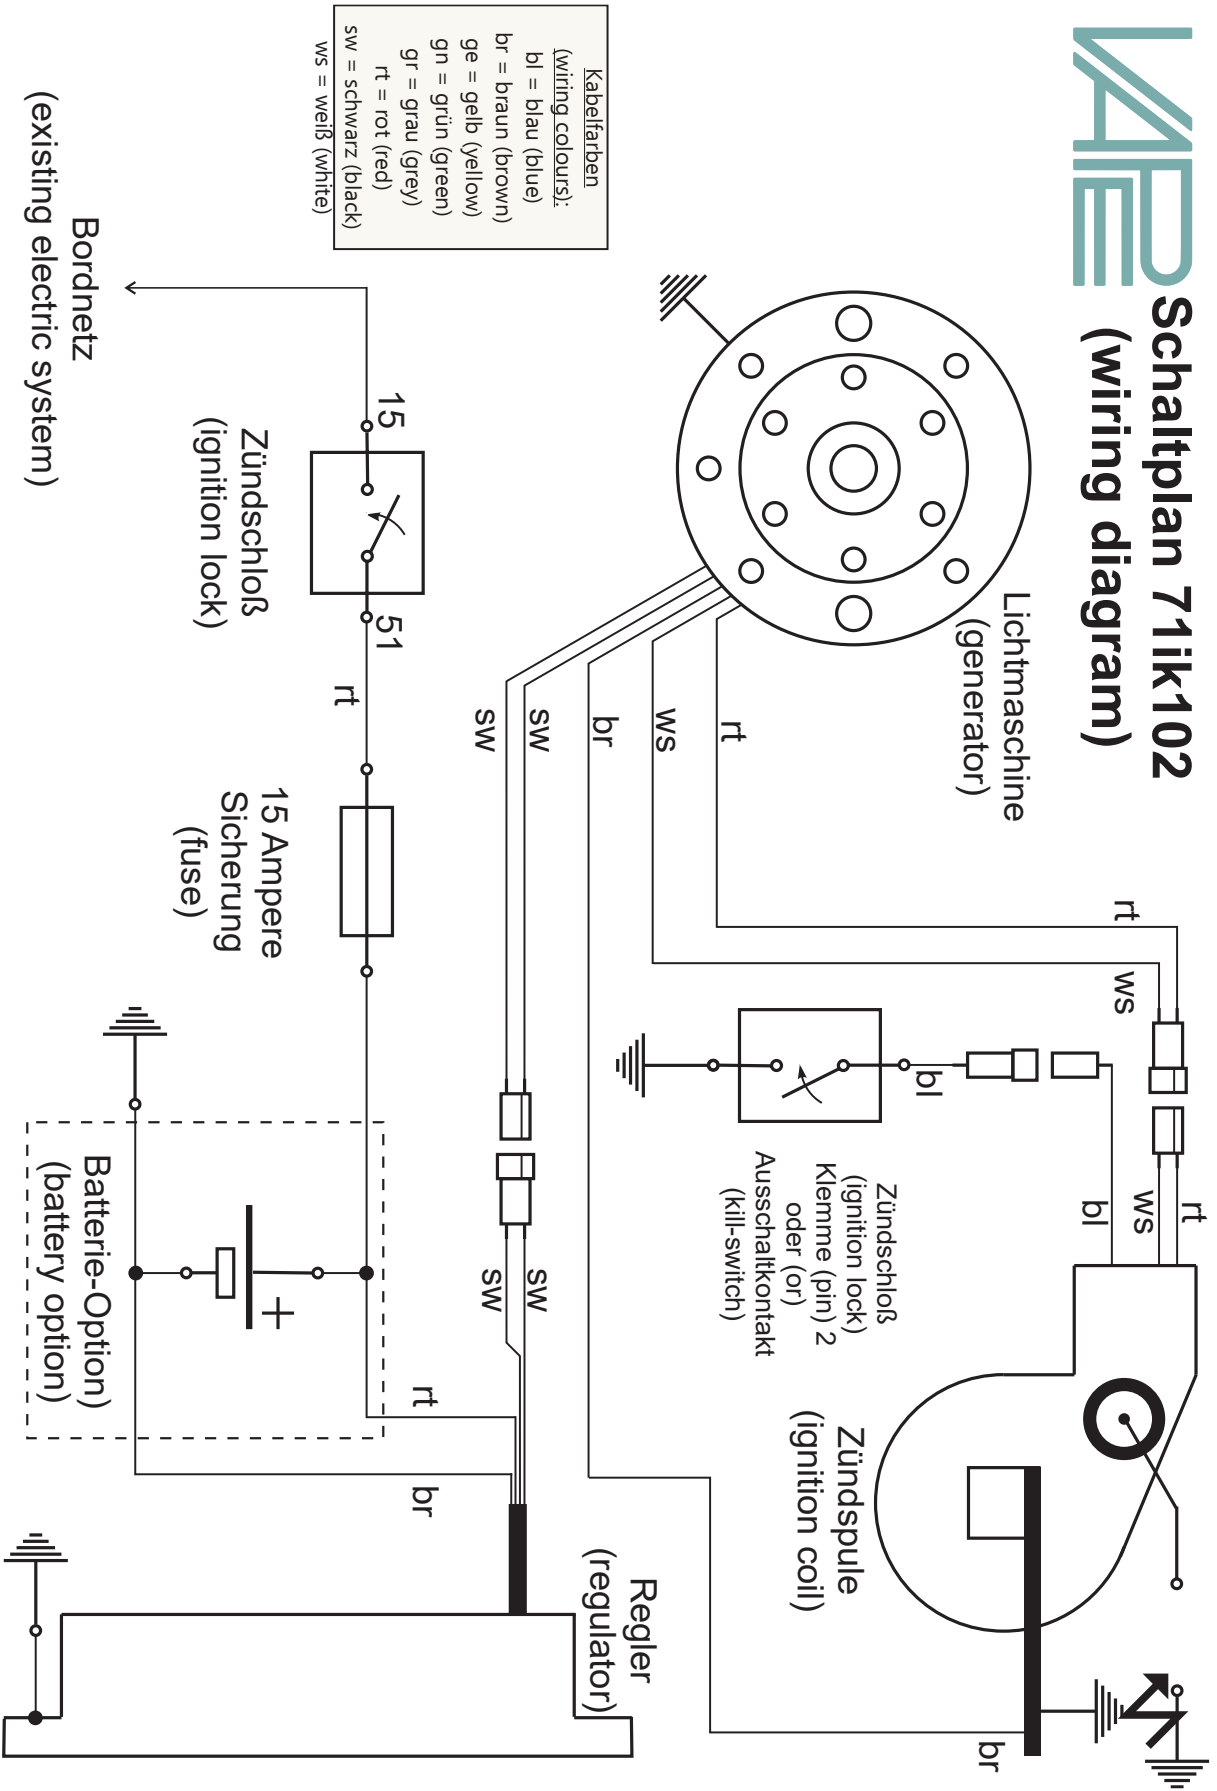 VAPE
Schaltplan 71ik102
(wiring diagram)
Lichtmaschine
(generator)
Kabelfarben
(wiring colours):
bl = blau (blue)
br = braun (brown)
ge = gelb (yellow)
gn = grün (green)
gr = grau (grey)
rt = rot (red)
sw = schwarz (black)
ws = weiß (white)
rt
ws
br
sw
sw
rt
ws
rt
ws
bl
bl
Zündschloß
(ignition lock)
Klemme (pin) 2
oder (or)
Ausschaltkontakt
(kill-switch)
Zündspule
(ignition coil)
br
sw
sw
Regler
(regulator)
rt
br
15
51
rt
Zündschloß
(ignition lock)
15 Ampere
Sicherung
(fuse)
+
Batterie-Option)
(battery option)
Bordnetz
(existing electric system)